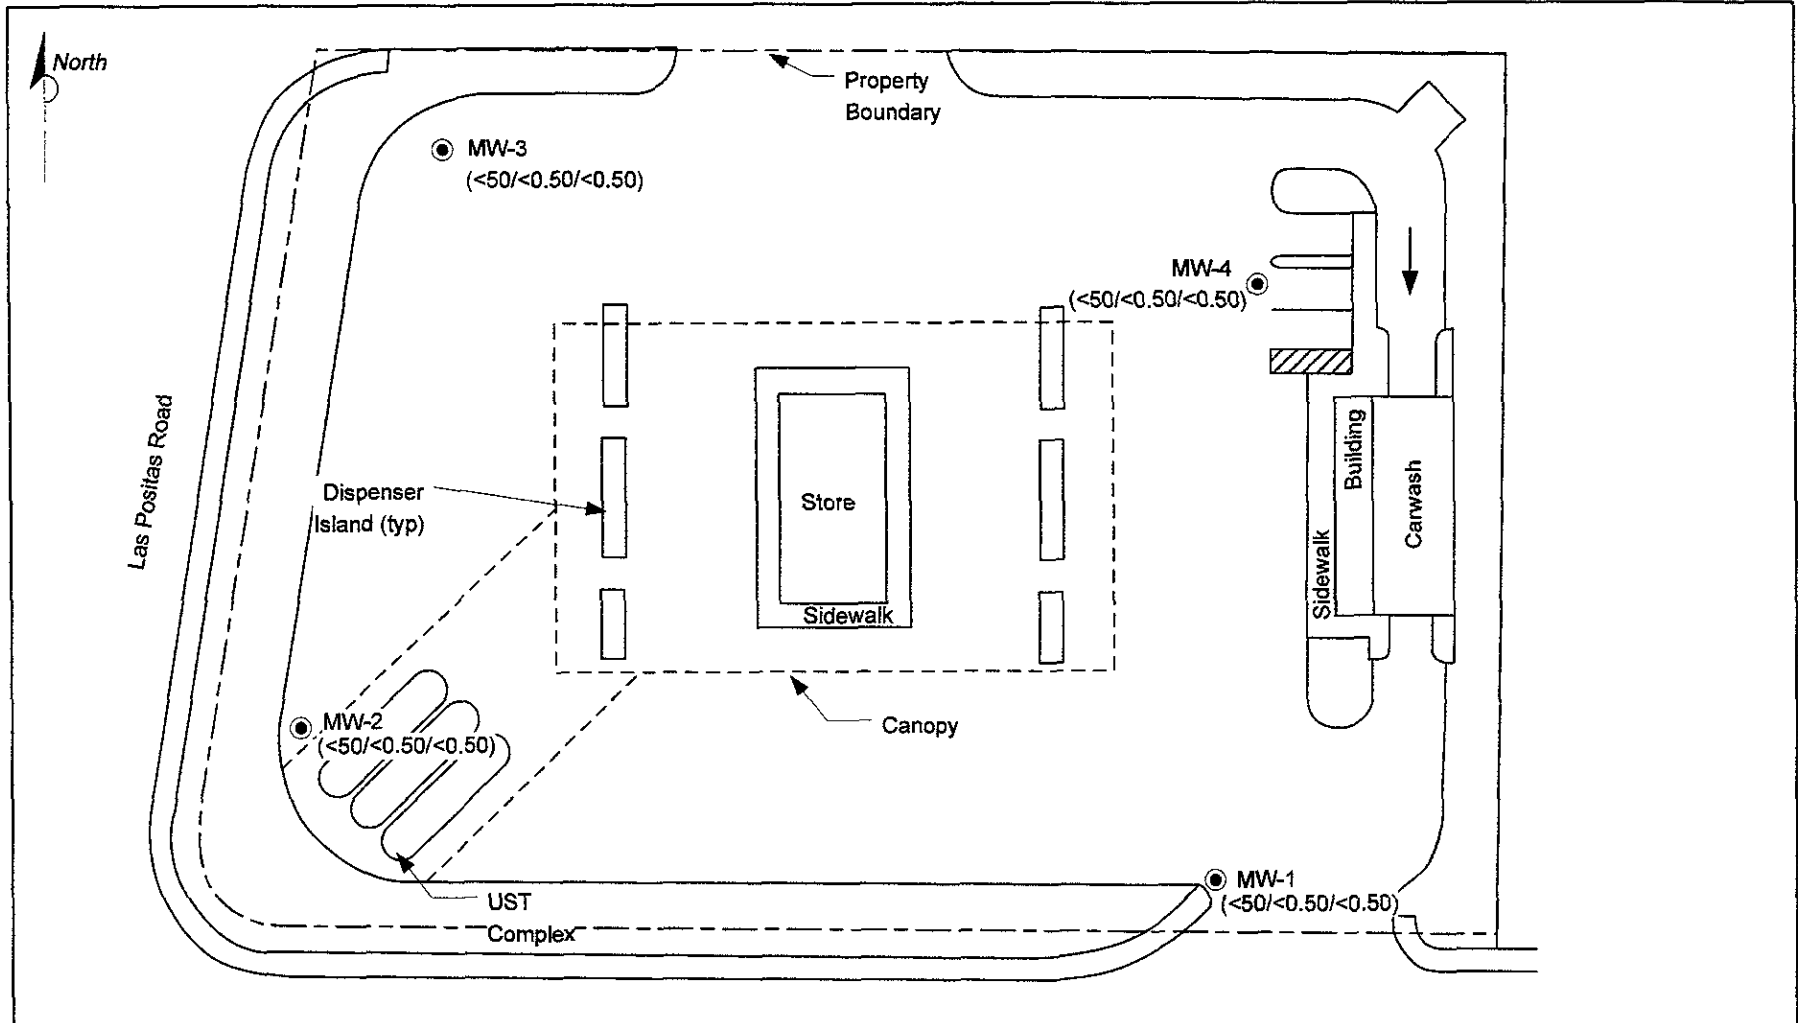 North
Property
Boundary
MW-3
(<50/<0.50/<0.50)
MW-4
(<50/<0.50/<0.50)
Las Positas Road
Dispenser
Island (typ)
Store
Sidewalk
Building
Carwash
Sidewalk
MW-2
(<50/<0.50/<0.50)
Canopy
UST
Complex
MW-1
(<50/<0.50/<0.50)